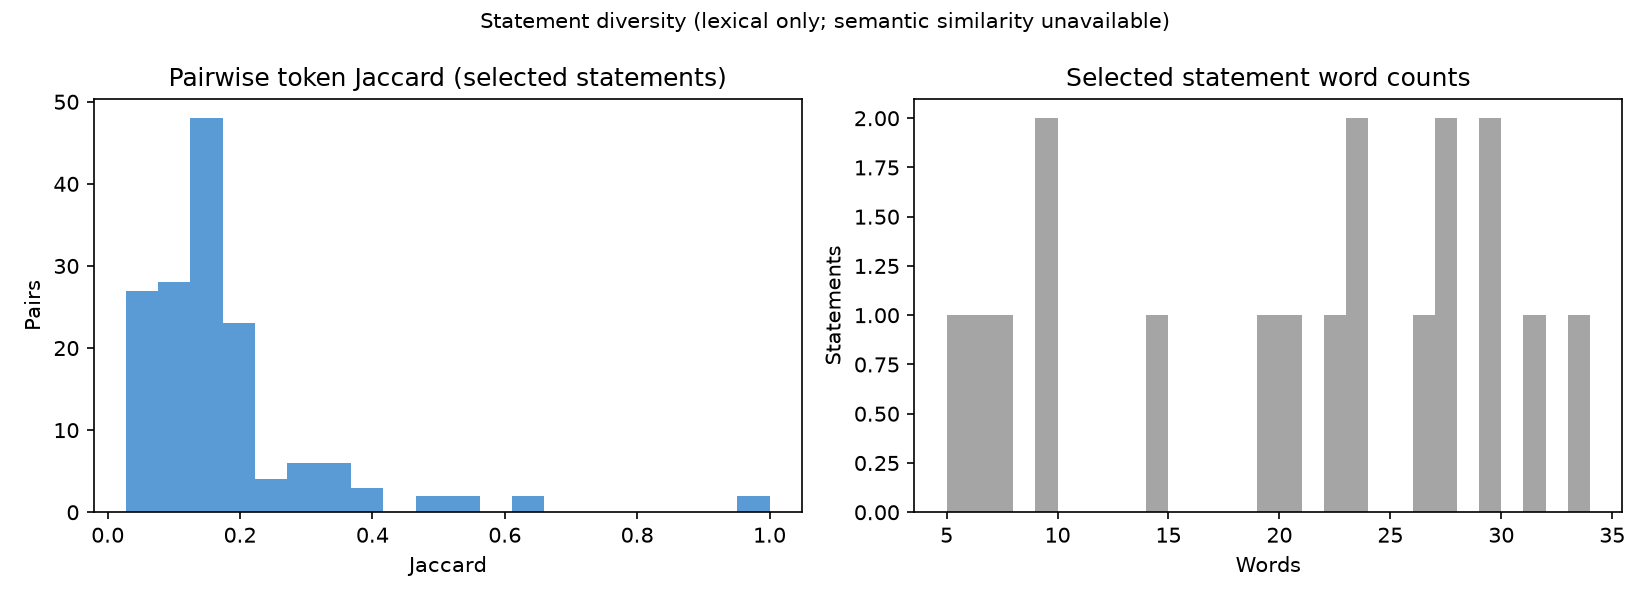 Statement diversity (lexical only; semantic similarity unavailable)
Pairwise token Jaccard (selected statements)
50
40
30
20
10
0
Pairs
0.0 0.2 0.4 0.6 0.8 1.0
Jaccard
Selected statement word counts
2.00
1.75
1.50
1.25
1.00
0.75
0.50
0.25
0.00
Statements
5 10 15 20 25 30 35
Words